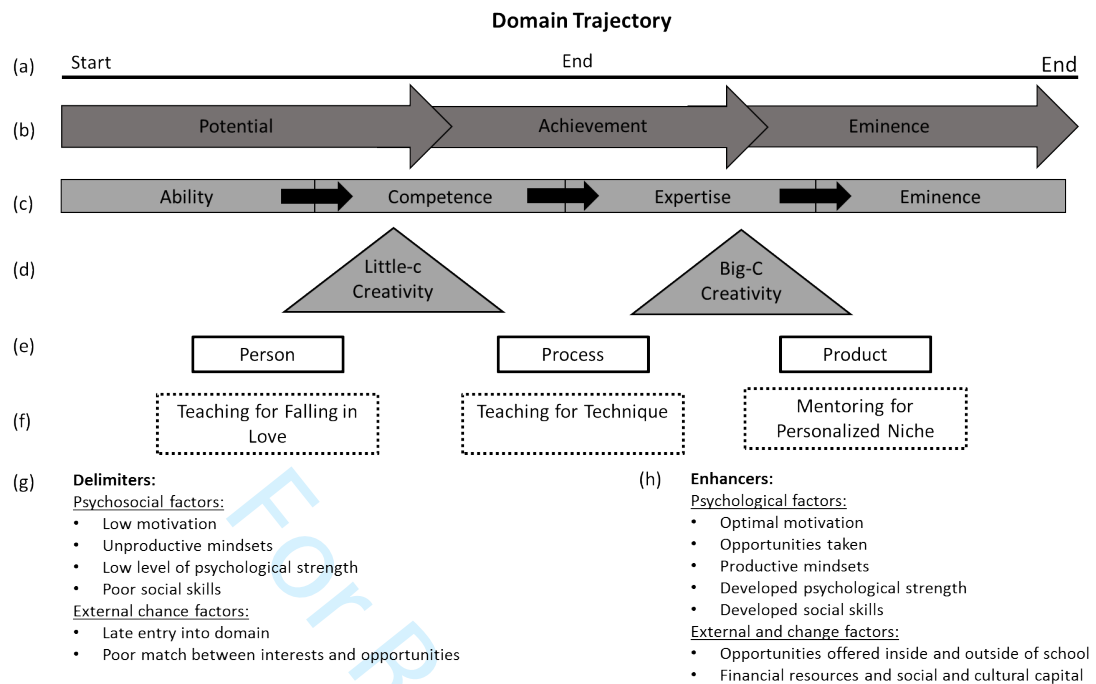 Domain Trajectory
(a) Start End End
(b) Potential Achievement Eminence
(c) Ability Competence Expertise Eminence
(d) Little-c
Creativity
Big-C
Creativity
(e) Person Process Product
(f) Teaching for Falling in
Love
Teaching for Technique
Mentoring for
Personalized Niche
(g) Delimiters:
Psychosocial factors:
• Low motivation
• Unproductive mindsets
• Low level of psychological strength
• Poor social skills
External chance factors:
• Late entry into domain
• Poor match between interests and opportunities
(h) Enhancers:
Psychological factors:
• Optimal motivation
• Opportunities taken
• Productive mindsets
• Developed psychological strength
• Developed social skills
External and change factors:
• Opportunities offered inside and outside of school
• Financial resources and social and cultural capital
For R